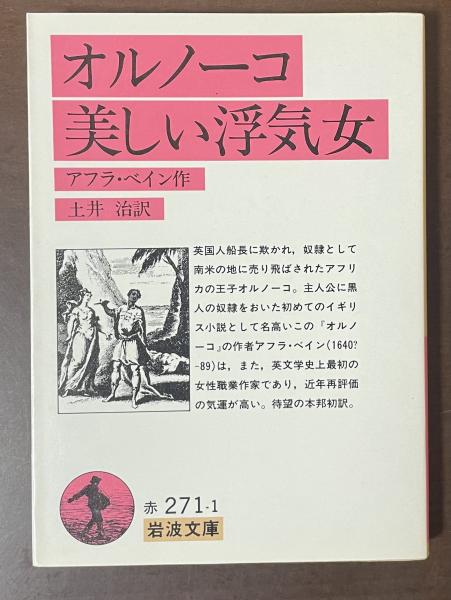 オルノーコ
美しい浮気女
アフラ・ベイン作
土井 治訳
英国人船長に欺かれ，奴隷として
南米の地に売り飛ばされたアフリ
カの王子オルノーコ。主人公に黒
人の奴隷をおいた初めてのイギリ
ス小説として名高いこの『オルノ
ーコ』の作者アフラ・ベイン(1640?
-89)は，また，英文学史上最初の
女性職業作家であり，近年再評価
の気運が高い。待望の本邦初訳。
赤 271-1
岩波文庫